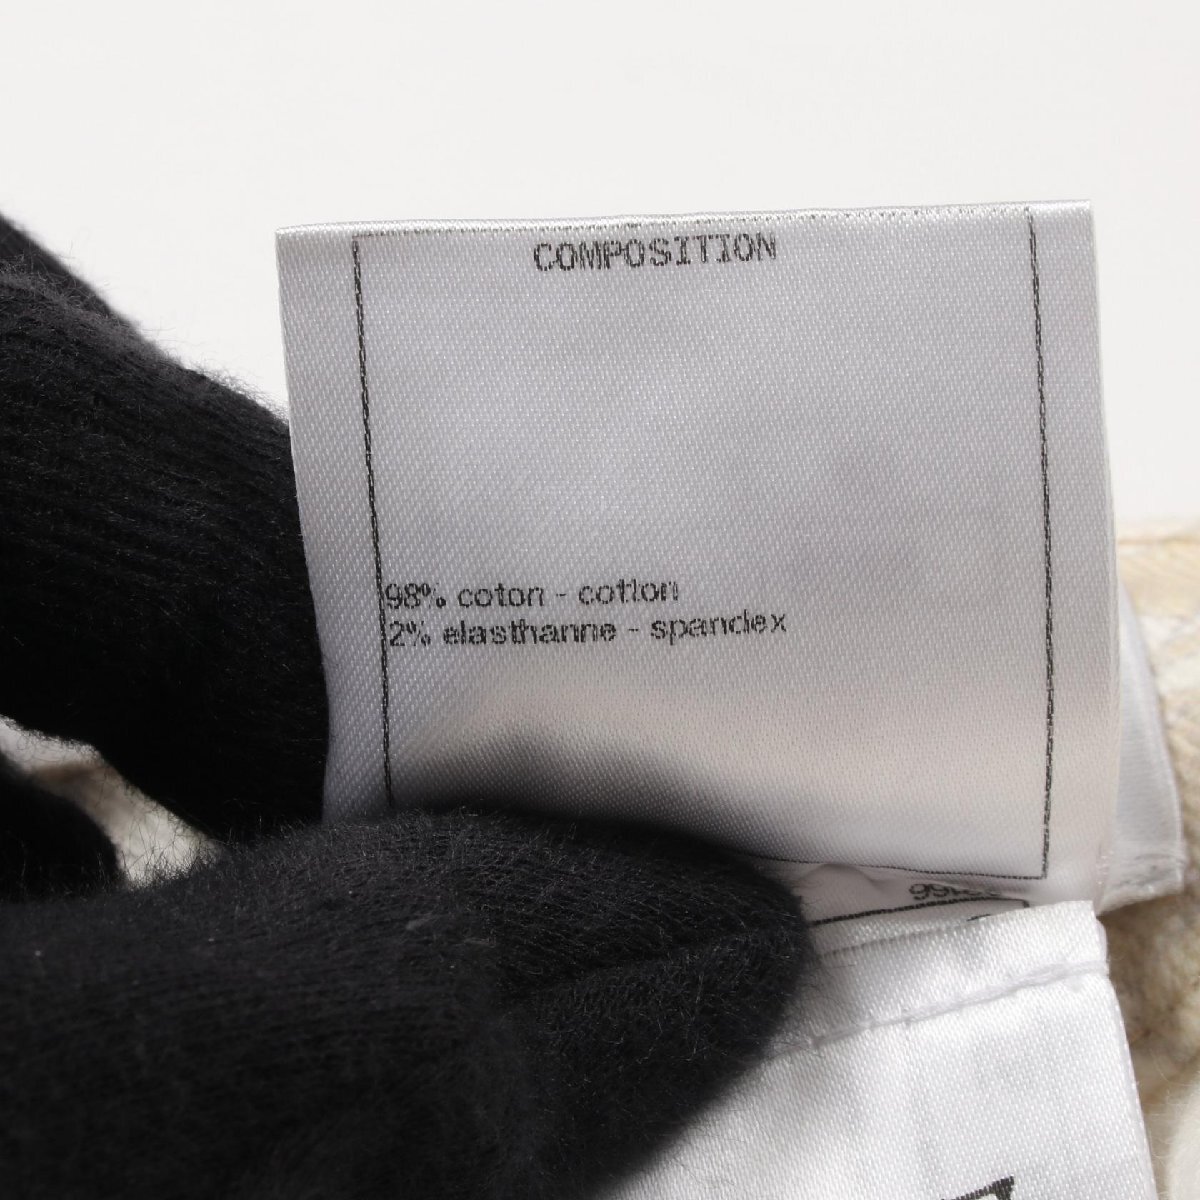 COMPOSITION
98% coton - cotton
2% elasthanne - spandex